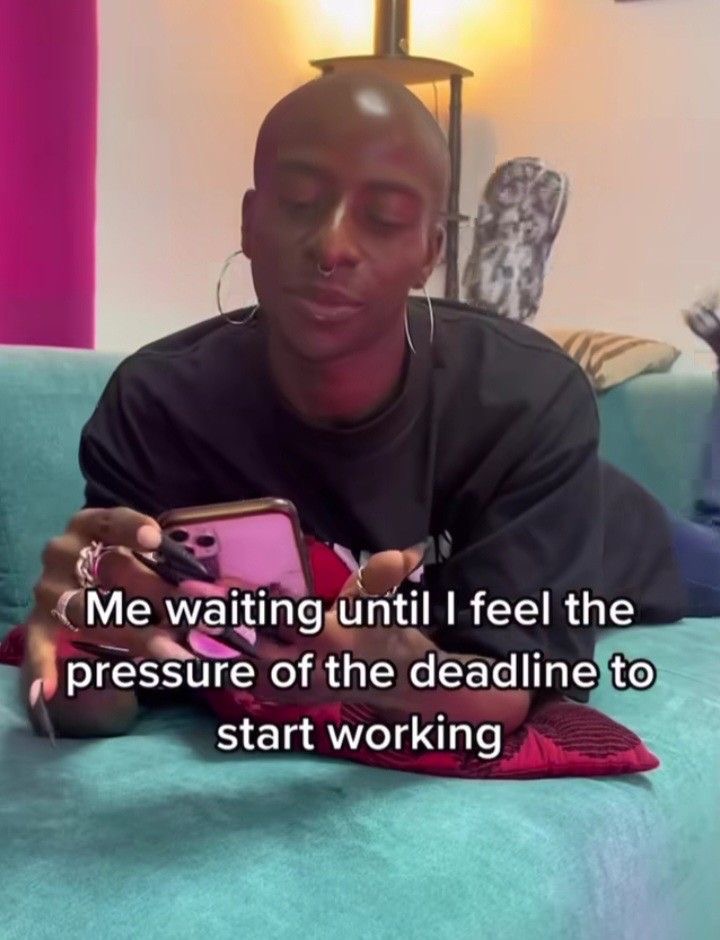 Me waiting until I feel the
pressure of the deadline to
start working